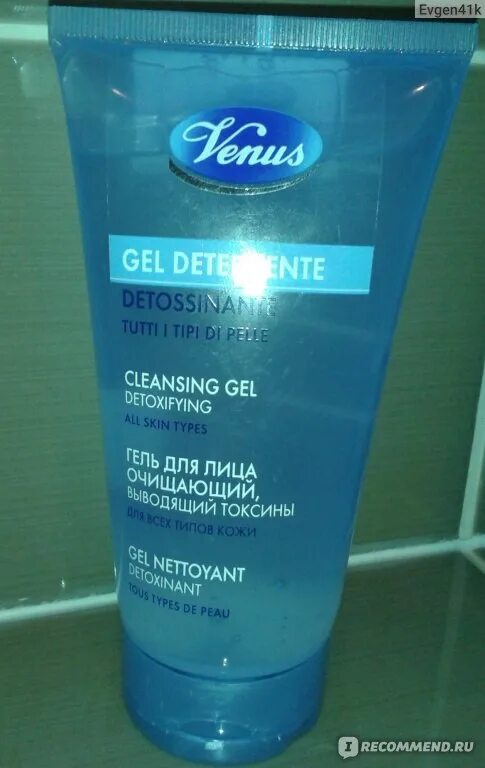 Evgen41k
Venus
GEL DETERGENTE
DETOSSINANTE
TUTTI I TIPI DI PELLE
CLEANSING GEL
DETOXIFYING
ALL SKIN TYPES
ГЕЛЬ ДЛЯ ЛИЦА
ОЧИЩАЮЩИЙ,
ВЫВОДЯЩИЙ ТОКСИНЫ
ДЛЯ ВСЕХ ТИПОВ КОЖИ
GEL NETTOYANT
DETOXINANT
TOUS TYPES DE PEAU
IRECOMMEND.RU